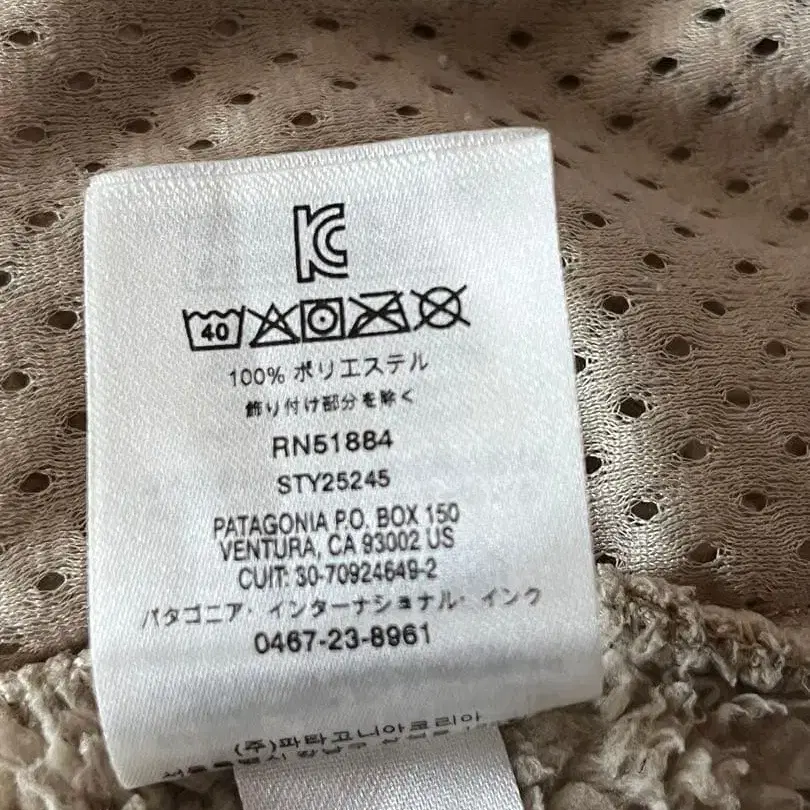 KC
40
100% ポリエステル
飾り付け部分を除く
RN51884
STY25245
PATAGONIA P.O. BOX 150
VENTURA, CA 93002 US
CUIT: 30-70924649-2
パタゴニア・インターナショナル・インク
0467-23-8961
(주)파타고니아코리아